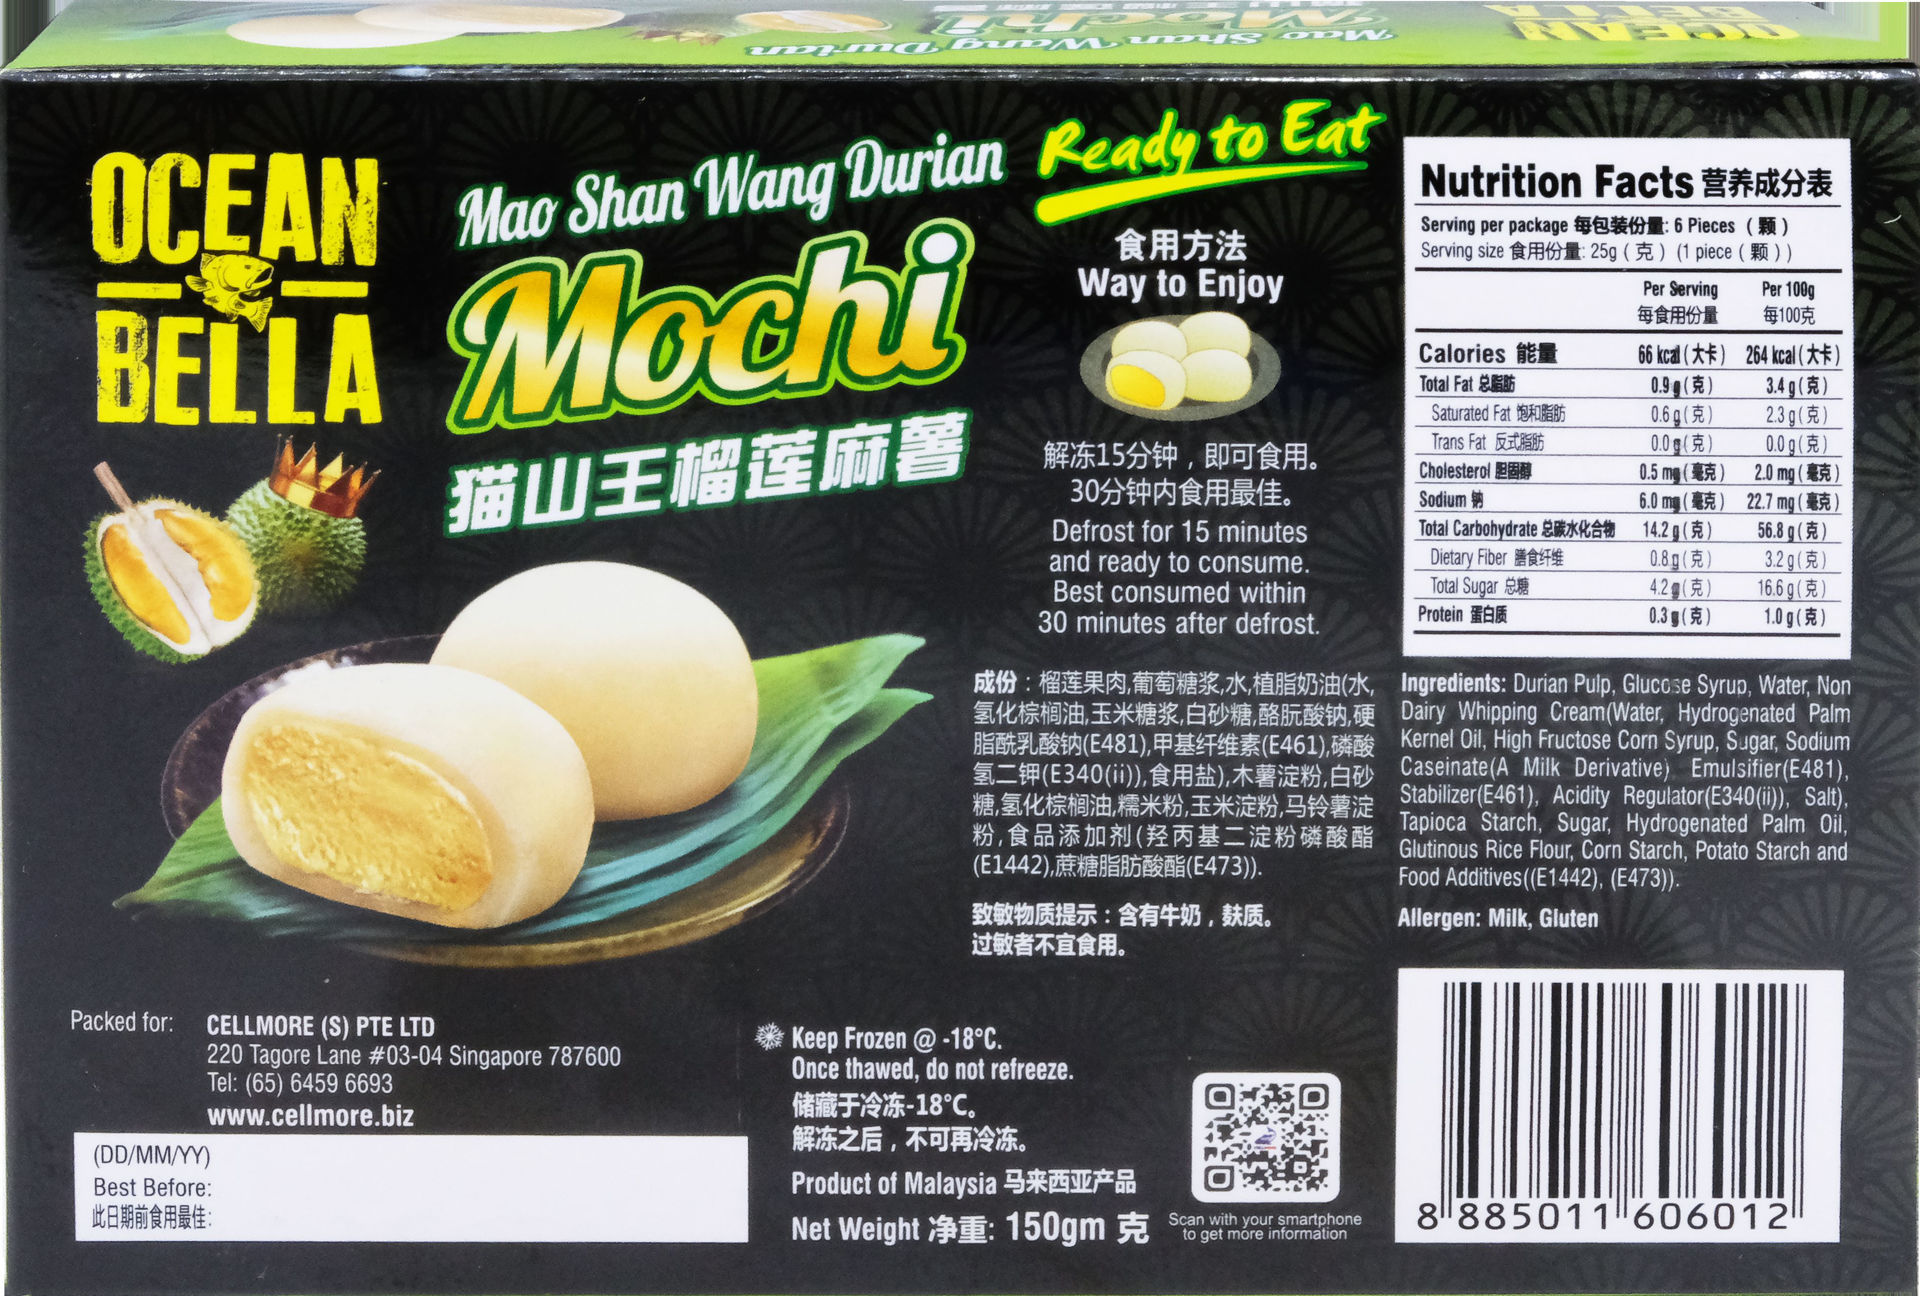 Mao Shan Wang Durian
Mochi
OCEAN
BELLA
OCEAN
BELLA
Mao Shan Wang Durian
Mochi
猫山王榴莲麻薯
Ready to Eat
食用方法
Way to Enjoy
解冻15分钟，即可食用。
30分钟内食用最佳。
Defrost for 15 minutes
and ready to consume.
Best consumed within
30 minutes after defrost.
Nutrition Facts 营养成分表
Serving per package 每包装份量: 6 Pieces（颗）
Serving size 食用份量: 25g（克）(1 piece（颗）)
Per Serving Per 100g
每食用份量 每100克
Calories 能量 66 kcal(大卡) 264 kcal(大卡)
Total Fat 总脂肪 0.9 g(克) 3.4 g(克)
Saturated Fat 饱和脂肪 0.6 g(克) 2.3 g(克)
Trans Fat 反式脂肪 0.0 g(克) 0.0 g(克)
Cholesterol 胆固醇 0.5 mg(毫克) 2.0 mg(毫克)
Sodium 钠 6.0 mg(毫克) 22.7 mg(毫克)
Total Carbohydrate 总碳水化合物 14.2 g(克) 56.8 g(克)
Dietary Fiber 膳食纤维 0.8 g(克) 3.2 g(克)
Total Sugar 总糖 4.2 g(克) 16.6 g(克)
Protein 蛋白质 0.3 g(克) 1.0 g(克)
成份：榴莲果肉,葡萄糖浆,水,植脂奶油(水,
氢化棕榈油,玉米糖浆,白砂糖,酪朊酸钠,硬
脂酰乳酸钠(E481),甲基纤维素(E461),磷酸
氢二钾(E340(ii)),食用盐),木薯淀粉,白砂
糖,氢化棕榈油,糯米粉,玉米淀粉,马铃薯淀
粉,食品添加剂(羟丙基二淀粉磷酸酯
(E1442),蔗糖脂肪酸酯(E473)).
致敏物质提示：含有牛奶，麸质。
过敏者不宜食用。
Ingredients: Durian Pulp, Glucose Syrup, Water, Non
Dairy Whipping Cream(Water, Hydrogenated Palm
Kernel Oil, High Fructose Corn Syrup, Sugar, Sodium
Caseinate(A Milk Derivative) Emulsifier(E481),
Stabilizer(E461), Acidity Regulator(E340(ii)), Salt),
Tapioca Starch, Sugar, Hydrogenated Palm Oil,
Glutinous Rice Flour, Corn Starch, Potato Starch and
Food Additives((E1442), (E473)).
Allergen: Milk, Gluten
Packed for: CELLMORE (S) PTE LTD
220 Tagore Lane #03-04 Singapore 787600
Tel: (65) 6459 6693
www.cellmore.biz
(DD/MM/YY)
Best Before:
此日期前食用最佳:
Keep Frozen @ -18°C.
Once thawed, do not refreeze.
储藏于冷冻-18°C。
解冻之后，不可再冷冻。
Product of Malaysia 马来西亚产品
Net Weight 净重: 150gm 克
Scan with your smartphone
to get more information
8 885011 606012